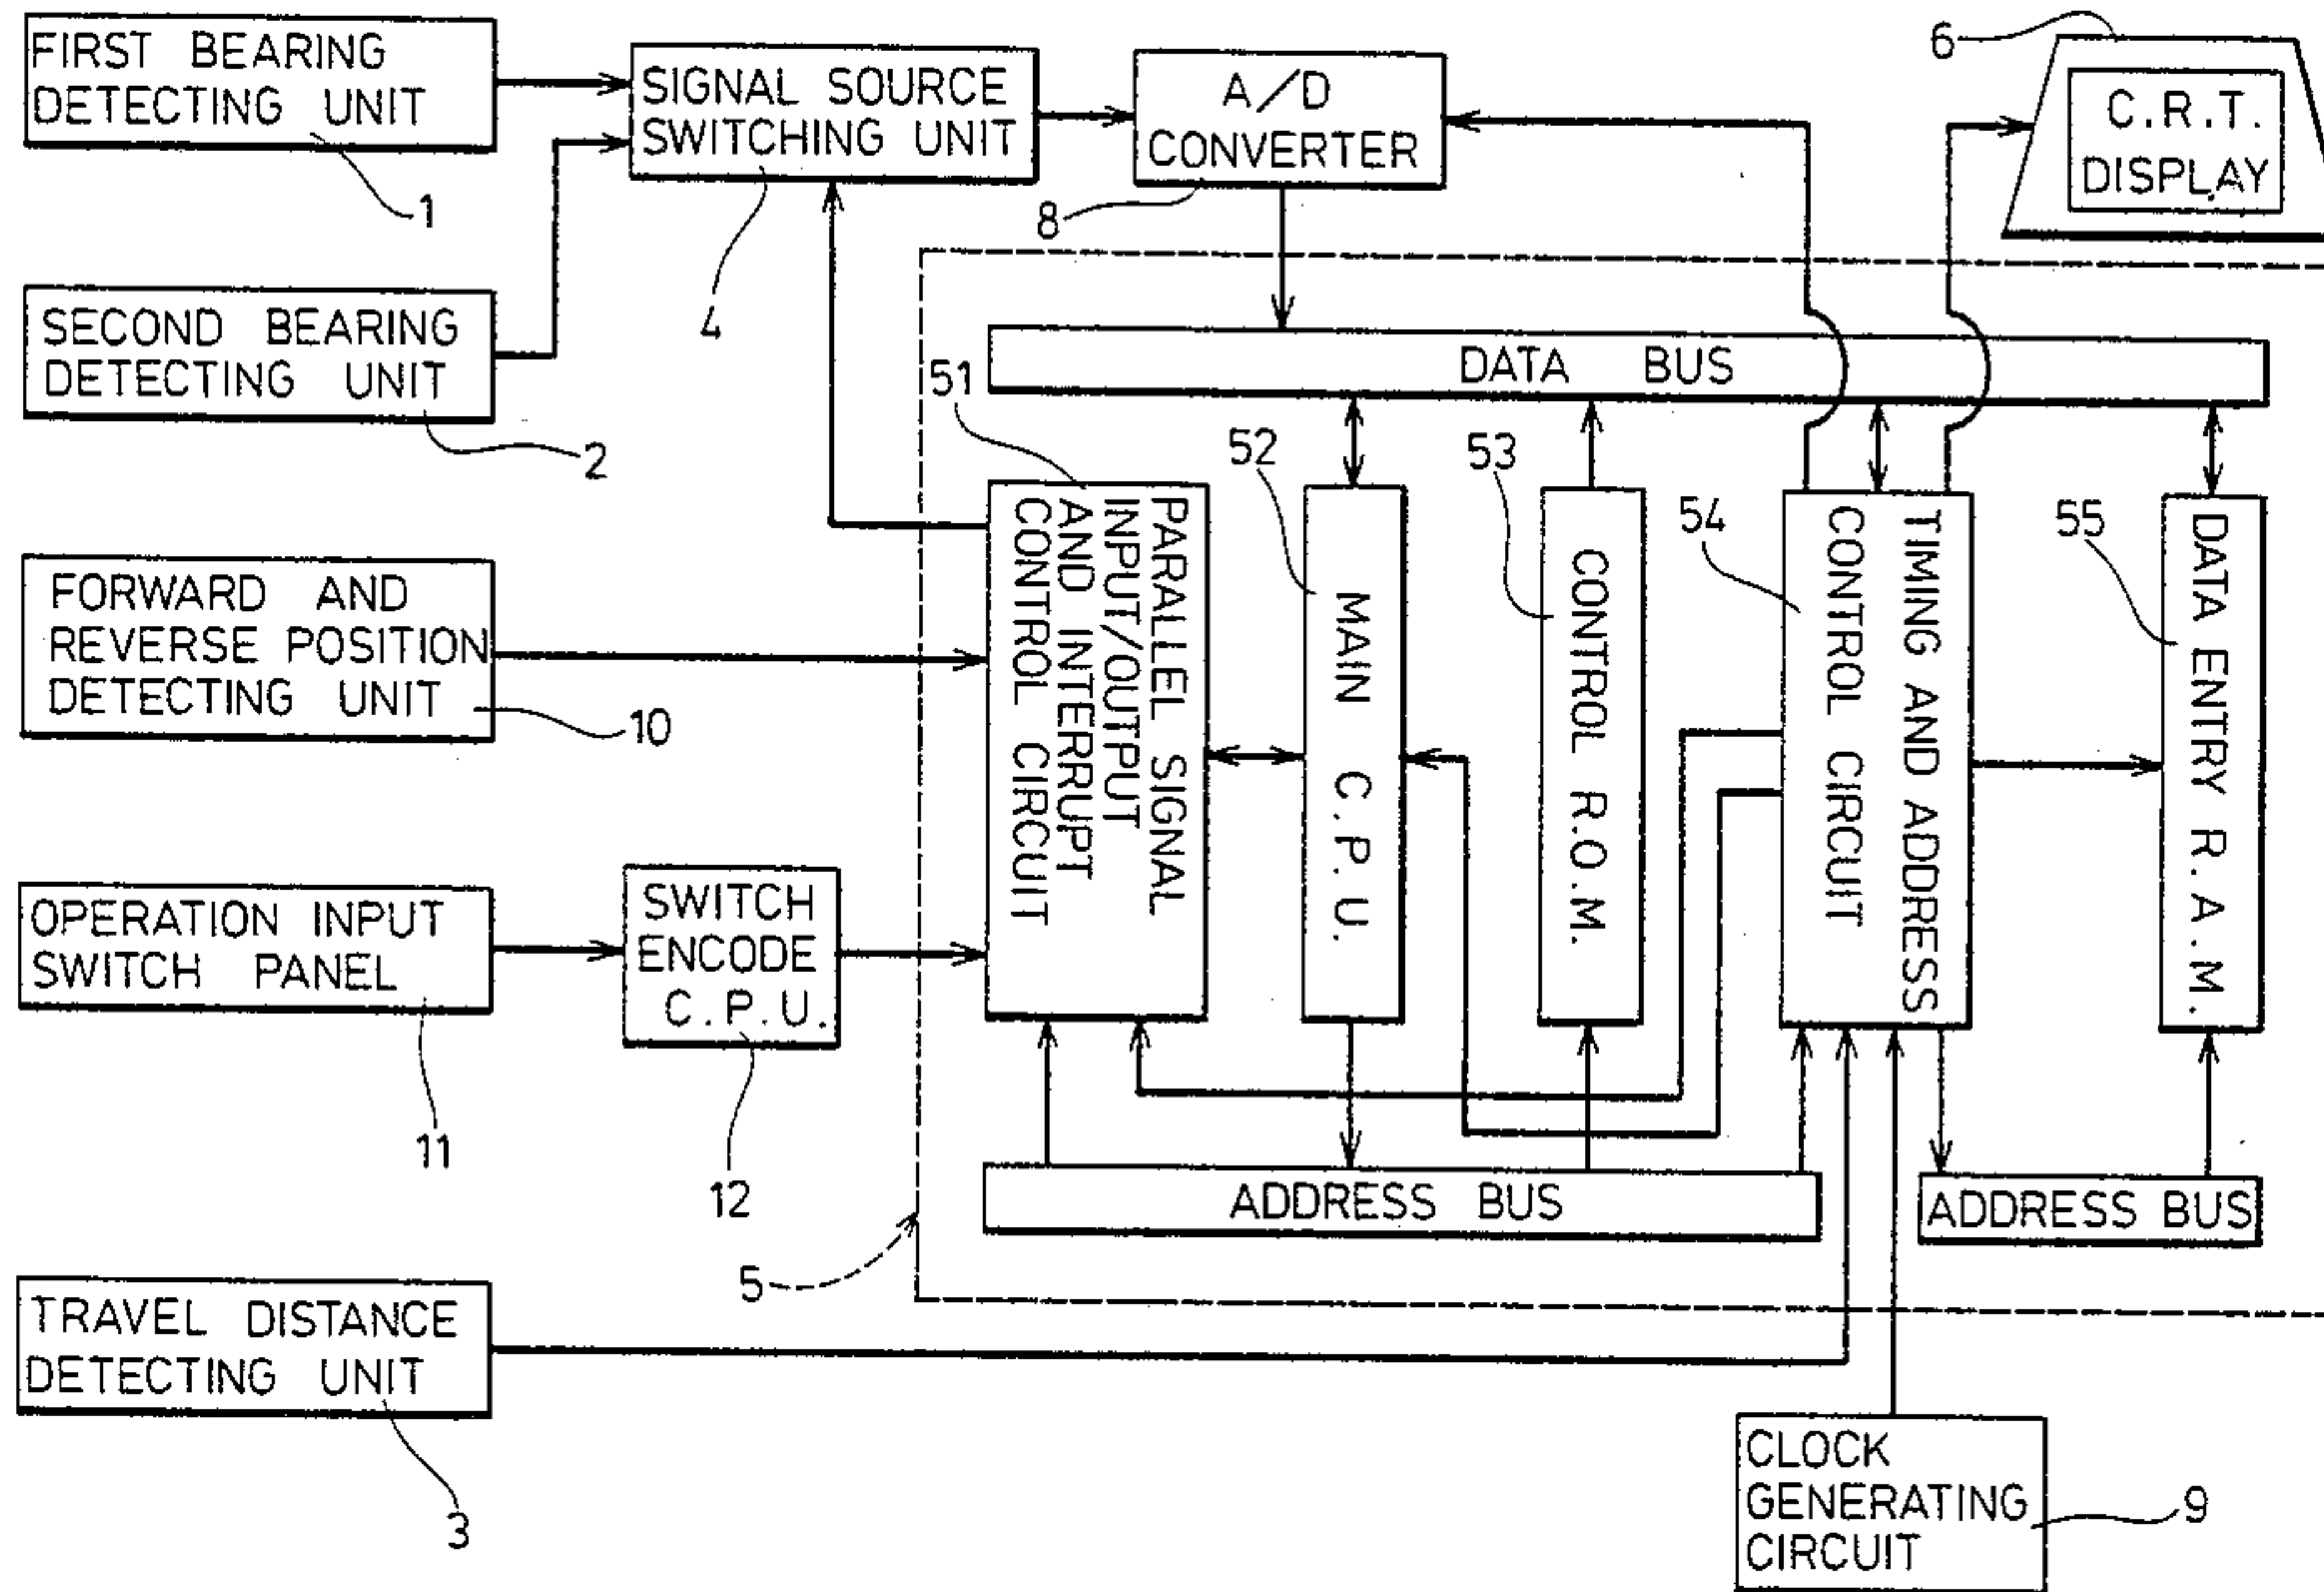 FIRST BEARING
DETECTING UNIT
1
SIGNAL SOURCE
SWITCHING UNIT
4
A/D
CONVERTER
8
6
C.R.T.
DISPLAY
SECOND BEARING
DETECTING UNIT
2
DATA BUS
51
PARALLEL SIGNAL
INPUT/OUTPUT
AND INTERRUPT
CONTROL CIRCUIT
52
MAIN C.P.U.
53
CONTROL R.O.M.
54
TIMING AND ADDRESS
CONTROL CIRCUIT
55
DATA ENTRY R.A.M.
FORWARD AND
REVERSE POSITION
DETECTING UNIT
10
OPERATION INPUT
SWITCH PANEL
11
SWITCH
ENCODE
C.P.U.
12
ADDRESS BUS
ADDRESS BUS
5
TRAVEL DISTANCE
DETECTING UNIT
3
CLOCK
GENERATING
CIRCUIT
9